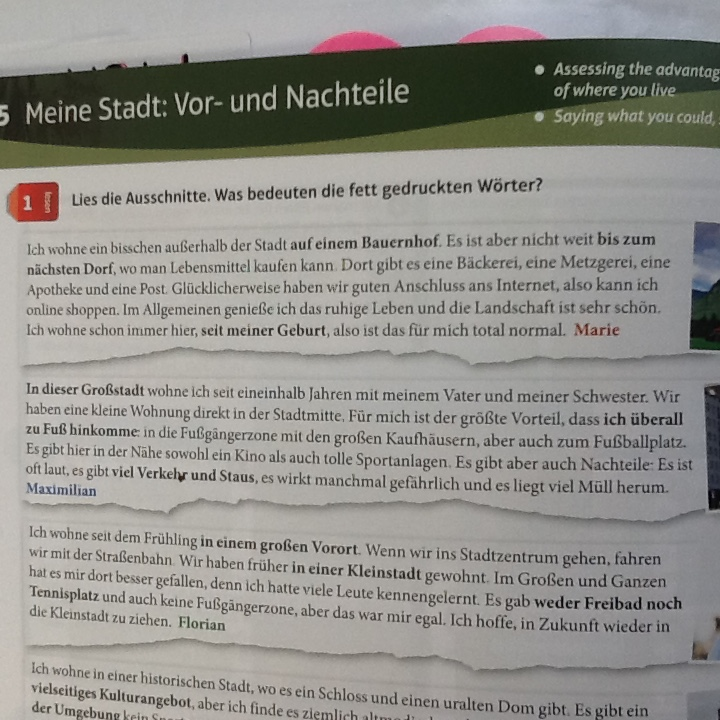 5 Meine Stadt: Vor- und Nachteile
Assessing the
of where you live
Saying what you could,
1 Lies die Ausschnitte. Was bedeuten die fett gedruckten Wörter?
Ich wohne ein bisschen außerhalb der Stadt auf einem Bauernhof. Es ist aber nicht weit bis zum
nächsten Dorf, wo man Lebensmittel kaufen kann. Dort gibt es eine Bäckerei, eine Metzgerei, eine
Apotheke und eine Post. Glücklicherweise haben wir guten Anschluss ans Internet, also kann ich
online shoppen. Im Allgemeinen genieße ich das ruhige Leben und die Landschaft ist sehr schön.
Ich wohne schon immer hier, seit meiner Geburt, also ist das für mich total normal. Marie
In dieser Großstadt wohne ich seit eineinhalb Jahren mit meinem Vater und meiner Schwester. Wir
haben eine kleine Wohnung direkt in der Stadtmitte. Für mich ist der größte Vorteil, dass ich überall
zu Fuß hinkomme: in die Fußgängerzone mit den großen Kaufhäusern, aber auch zum Fußballplatz.
Es gibt hier in der Nähe sowohl ein Kino als auch tolle Sportanlagen. Es gibt aber auch Nachteile: Es ist
oft laut, es gibt viel Verkehr und Staus, es wirkt manchmal gefährlich und es liegt viel Müll herum.
Maximilian
Ich wohne seit dem Frühling in einem großen Vorort. Wenn wir ins Stadtzentrum gehen, fahren
wir mit der Straßenbahn. Wir haben früher in einer Kleinstadt gewohnt. Im Großen und Ganzen
hat es mir dort besser gefallen, denn ich hatte viele Leute kennengelernt. Es gab weder Freibad noch
Tennisplatz und auch keine Fußgängerzone, aber das war mir egal. Ich hoffe, in Zukunft wieder in
die Kleinstadt zu ziehen. Florian
Ich wohne in einer historischen Stadt, wo es ein Schloss und einen uralten Dom gibt. Es gibt ein
vielseitiges Kulturangebot, aber ich finde es ziemlich
der Umgebung kein